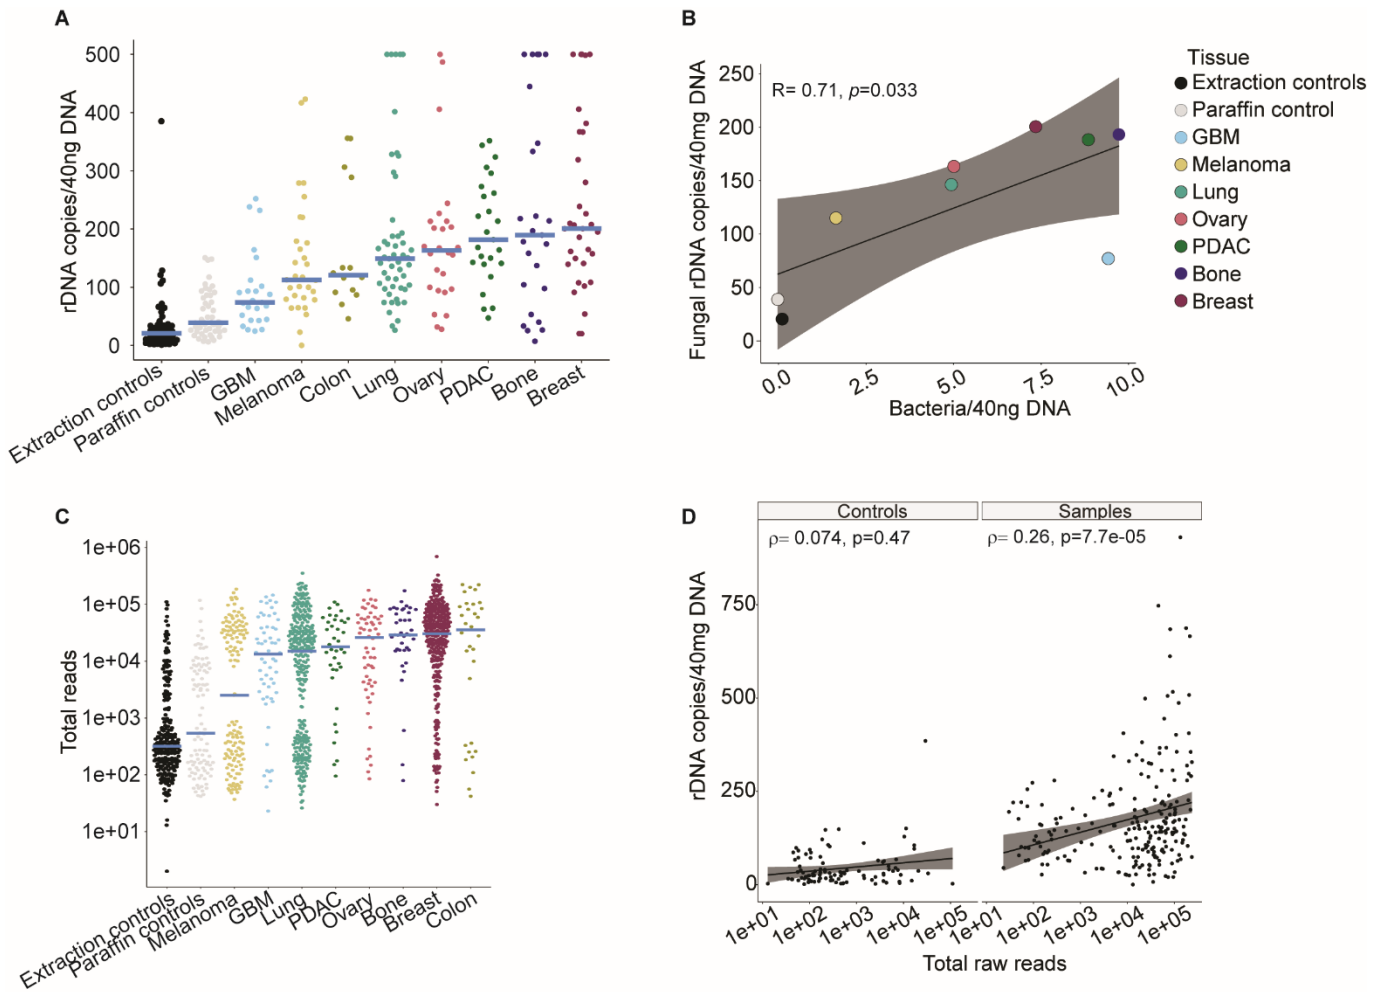 A
rDNA copies/40ng DNA
500
400
300
200
100
0
Extraction controls
Paraffin controls
GBM
Melanoma
Colon
Lung
Ovary
PDAC
Bone
Breast
B
R= 0.71, p=0.033
Fungal rDNA copies/40mg DNA
250
200
150
100
50
0
0.0
2.5
5.0
7.5
10.0
Bacteria/40ng DNA
Tissue
Extraction controls
Paraffin control
GBM
Melanoma
Lung
Ovary
PDAC
Bone
Breast
C
Total reads
1e+06
1e+05
1e+04
1e+03
1e+02
1e+01
Extraction controls
Paraffin controls
Melanoma
GBM
Lung
PDAC
Ovary
Bone
Breast
Colon
D
Controls
Samples
ρ= 0.074, p=0.47
ρ= 0.26, p=7.7e-05
rDNA copies/40mg DNA
750
500
250
0
1e+01
1e+02
1e+03
1e+04
1e+05
1e+01
1e+02
1e+03
1e+04
1e+05
Total raw reads